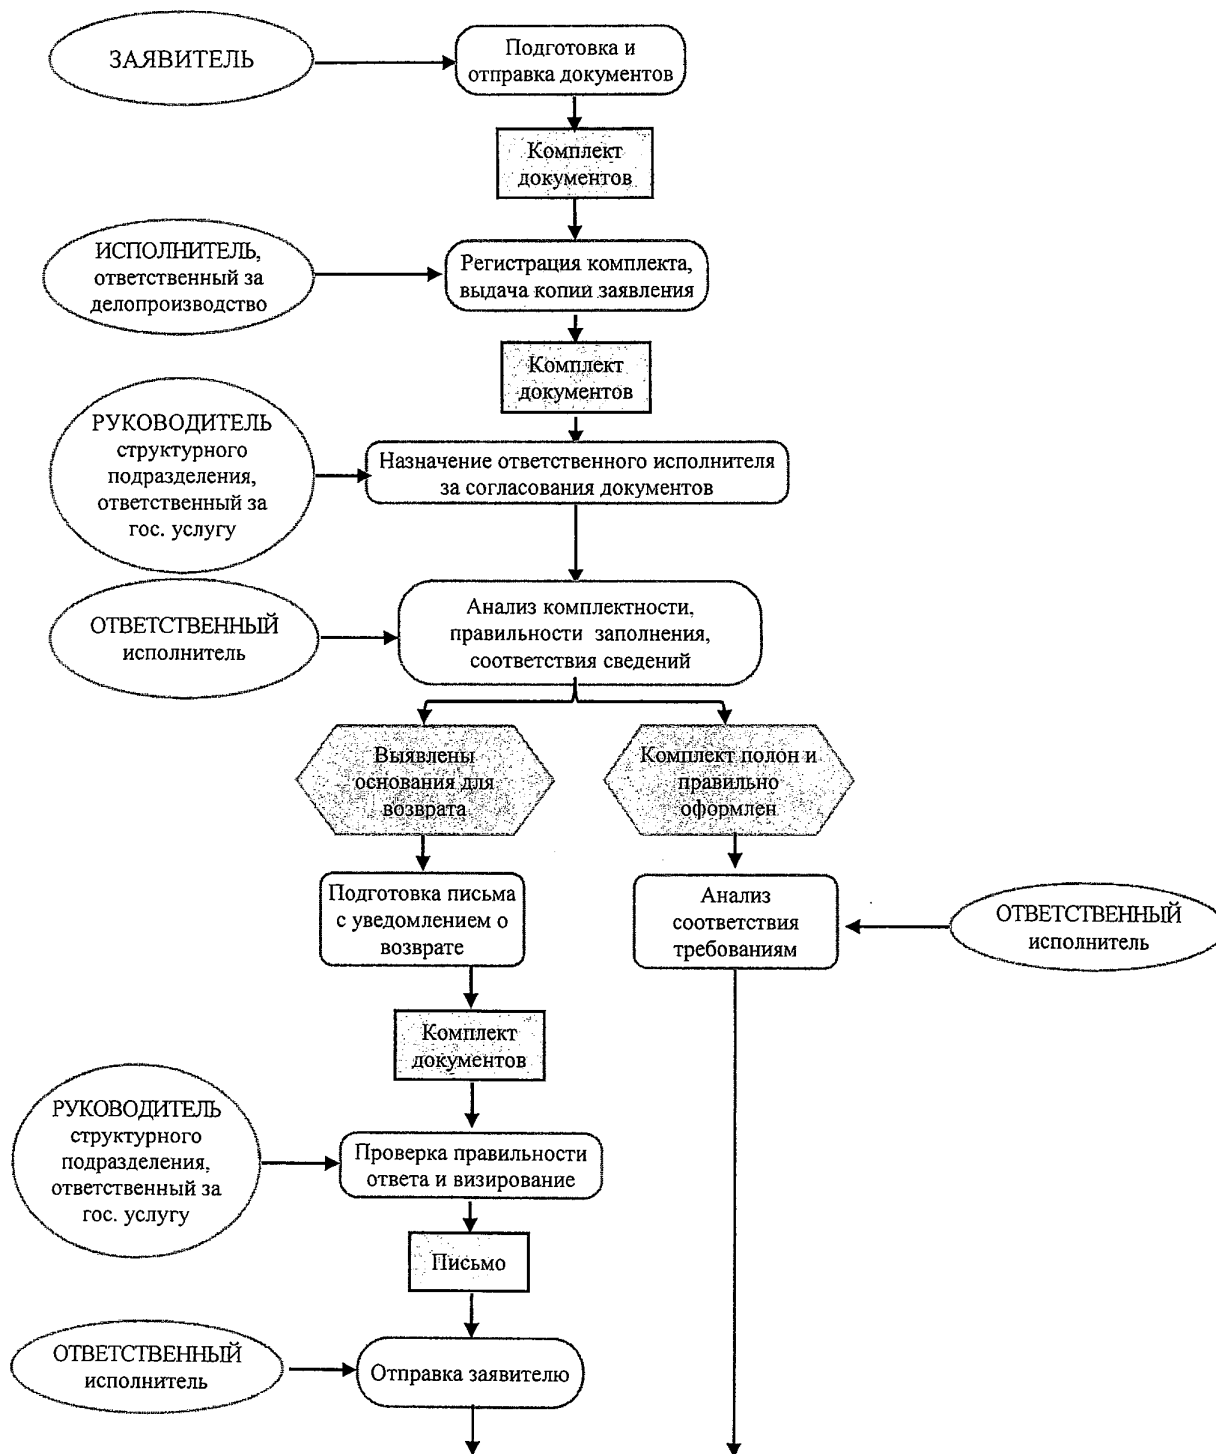 ЗАЯВИТЕЛЬ
Подготовка и
отправка документов
Комплект
документов
ИСПОЛНИТЕЛЬ,
ответственный за
делопроизводство
Регистрация комплекта,
выдача копии заявления
Комплект
документов
РУКОВОДИТЕЛЬ
структурного
подразделения,
ответственный за
гос. услугу
Назначение ответственного исполнителя
за согласования документов
ОТВЕТСТВЕННЫЙ
исполнитель
Анализ комплектности,
правильности заполнения,
соответствия сведений
Выявлены
основания для
возврата
Комплект полон и
правильно
оформлен
Подготовка письма
с уведомлением о
возврате
Анализ
соответствия
требованиям
ОТВЕТСТВЕННЫЙ
исполнитель
Комплект
документов
РУКОВОДИТЕЛЬ
структурного
подразделения,
ответственный за
гос. услугу
Проверка правильности
ответа и визирование
Письмо
ОТВЕТСТВЕННЫЙ
исполнитель
Отправка заявителю